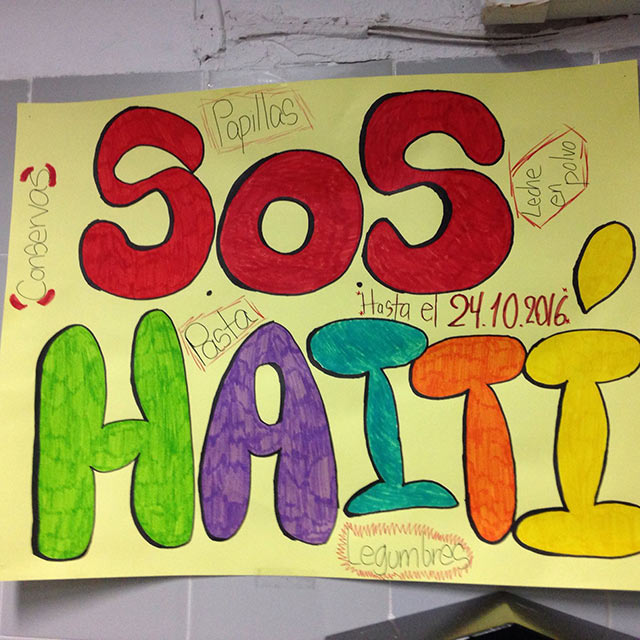 Papillas
SOS
Leche
en polvo
Conservas
¡Hasta el 24.10.2016!
Pasta
HAITÍ
Legumbres